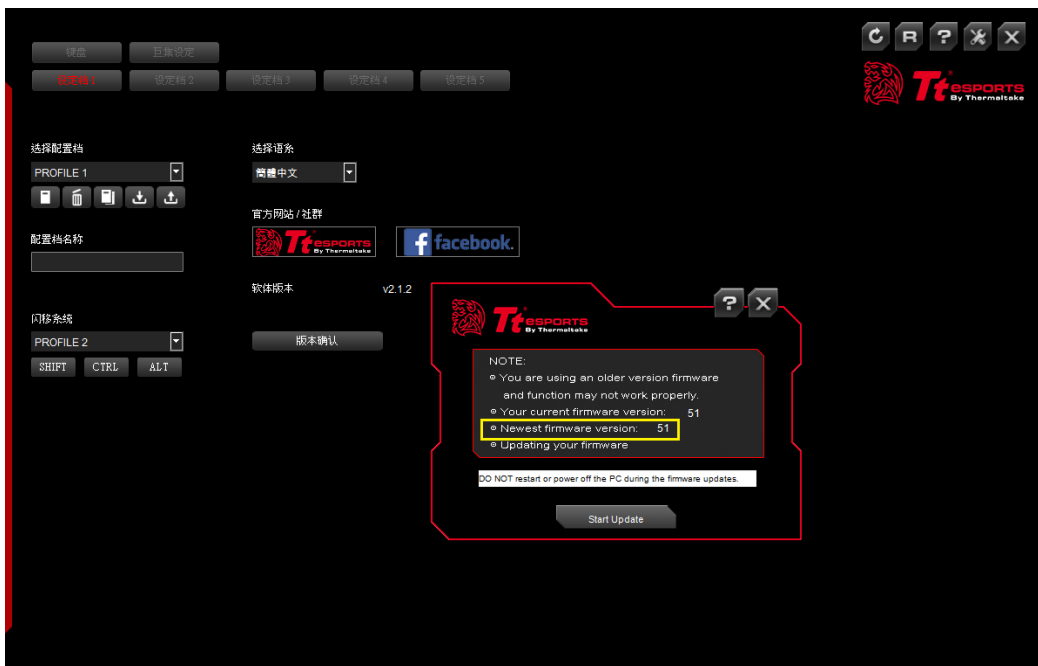 键盘
巨集设定
设定档 1
设定档 2
设定档 3
设定档 4
设定档 5
R
?
X
Tt eSPORTS
By Thermaltake
选择配置档
PROFILE 1
配置档名称
闪移系统
PROFILE 2
SHIFT
CTRL
ALT
选择语系
简體中文
官方网站 / 社群
Tt eSPORTS
By Thermaltake
facebook.
软体版本 v2.1.2
版本确认
? X
Tt eSPORTS
By Thermaltake
NOTE:
You are using an older version firmware
and function may not work properly.
Your current firmware version: 51
Newest firmware version: 51
Updating your firmware
DO NOT restart or power off the PC during the firmware updates.
Start Update